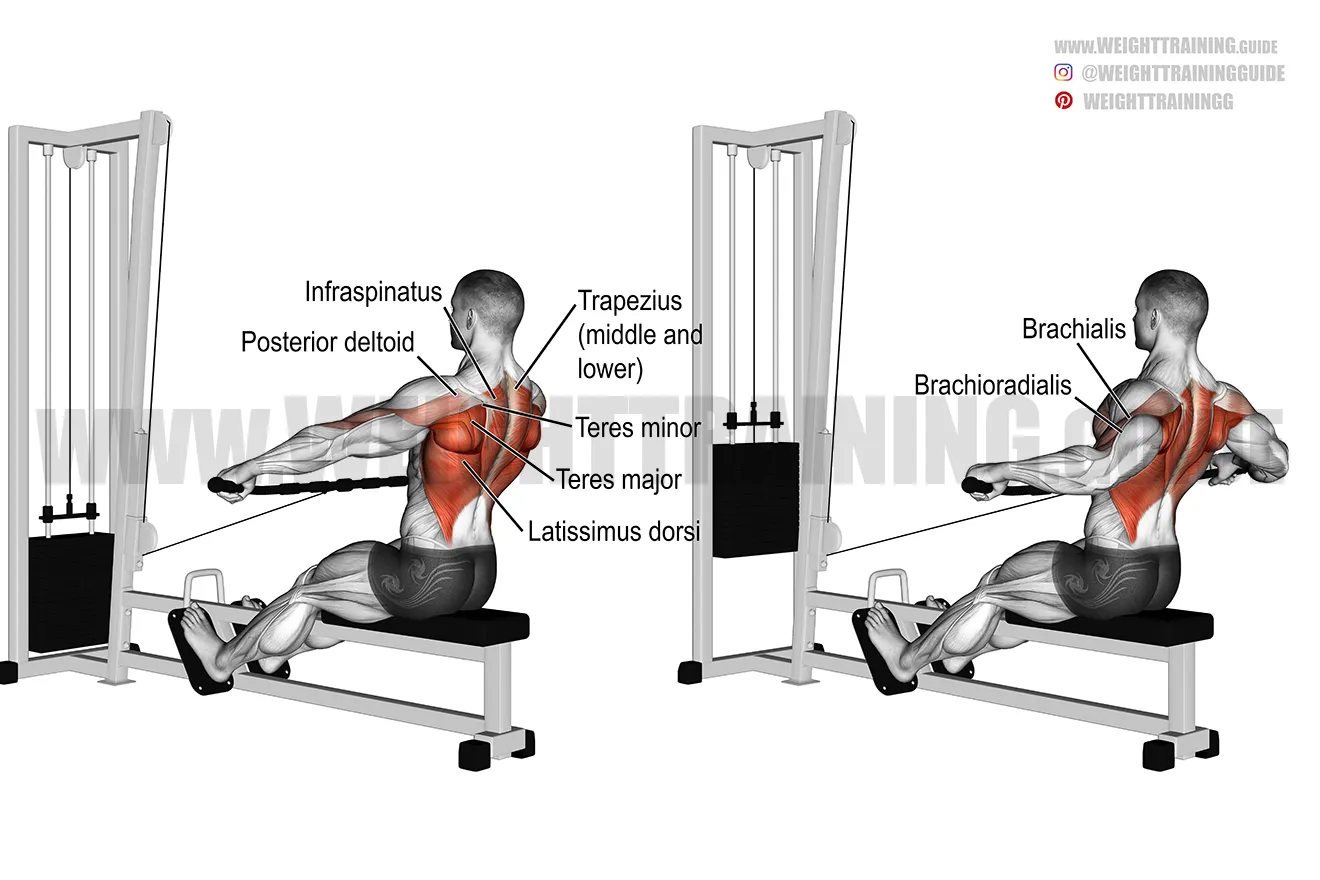 www.WEIGHTTRAINING.GUIDE
@WEIGHTTRAININGGUIDE
WEIGHTTRAININGG
Infraspinatus
Posterior deltoid
Trapezius
(middle and
lower)
Teres minor
Teres major
Latissimus dorsi
Brachialis
Brachioradialis
www.WEIGHTTRAINING.GUIDE